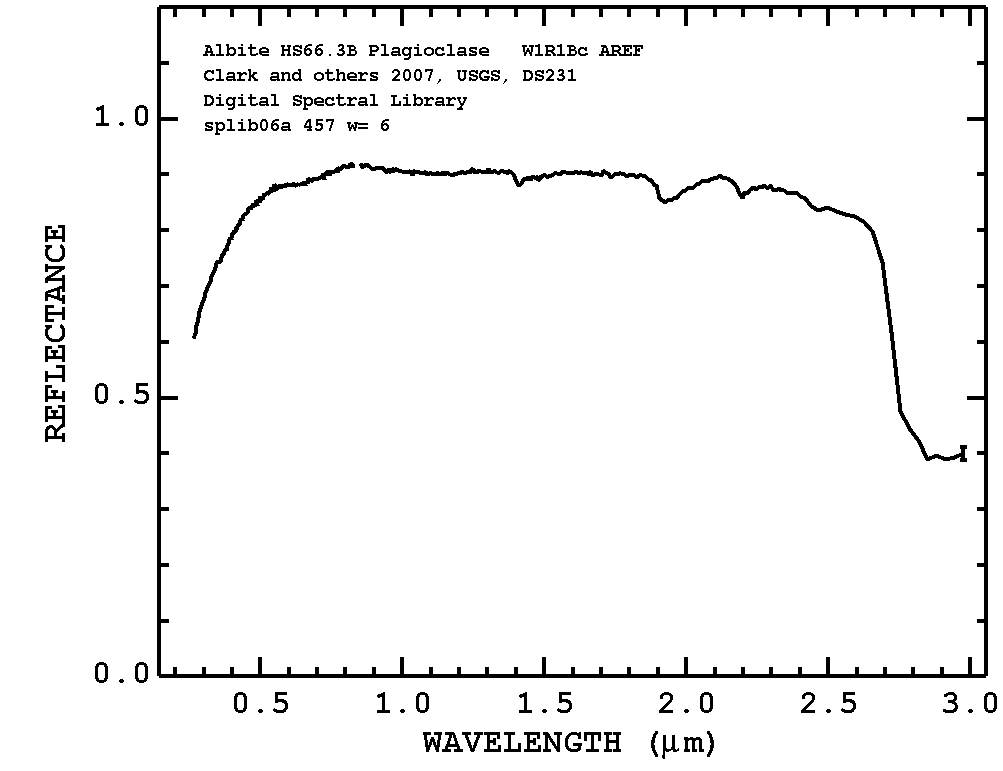 Albite HS66.3B Plagioclase   W1R1Bc AREF
Clark and others 2007, USGS, DS231
Digital Spectral Library
splib06a 457 w= 6
1.0
0.5
0.0
REFLECTANCE
0.5 1.0 1.5 2.0 2.5 3.0
WAVELENGTH (μm)